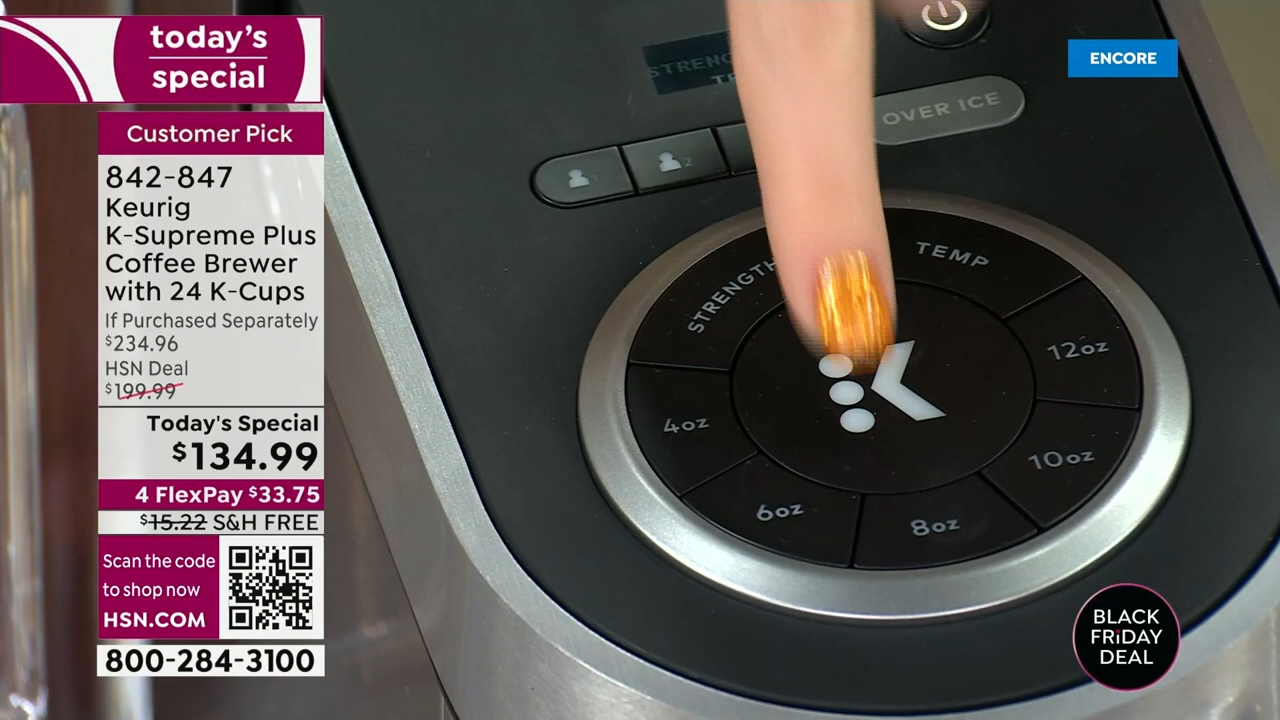 today's
special
Customer Pick
842-847
Keurig
K-Supreme Plus
Coffee Brewer
with 24 K-Cups
If Purchased Separately
$234.96
HSN Deal
$199.99
Today's Special
$134.99
4 FlexPay $33.75
$15.22 S&H FREE
Scan the code
to shop now
HSN.COM
800-284-3100
ENCORE
OVER ICE
2
STRENGTH
TEMP
4oz
6oz
8oz
10oz
12oz
BLACK
FRIDAY
DEAL